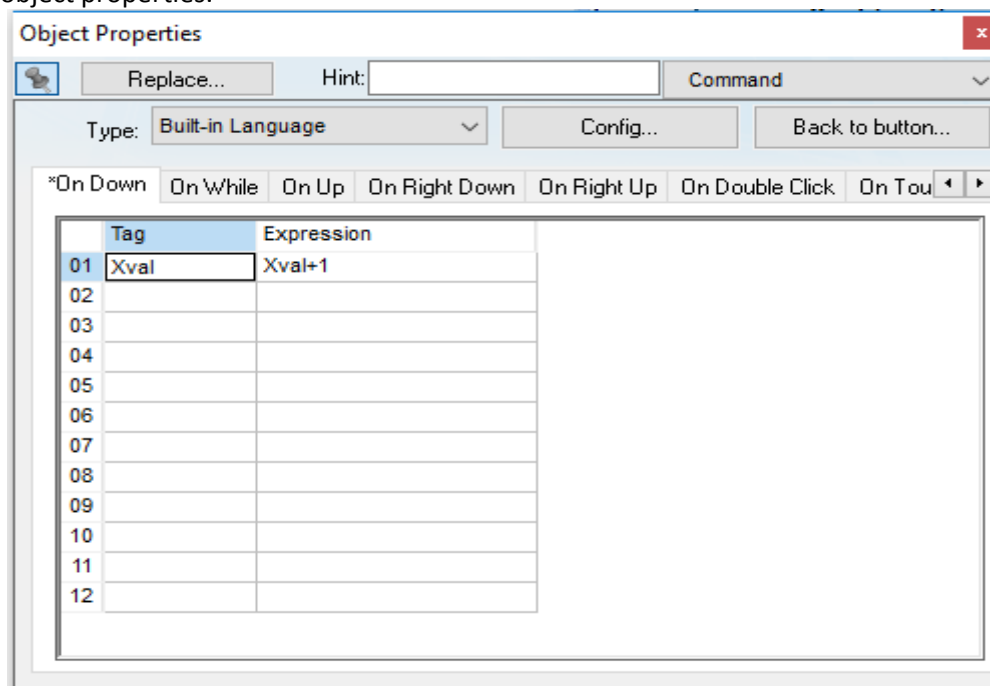 object properties.
Object Properties x
Replace... Hint: Command
Type: Built-in Language Config... Back to button...
*On Down On While On Up On Right Down On Right Up On Double Click On Tou
Tag Expression
01 Xval Xval+1
02
03
04
05
06
07
08
09
10
11
12